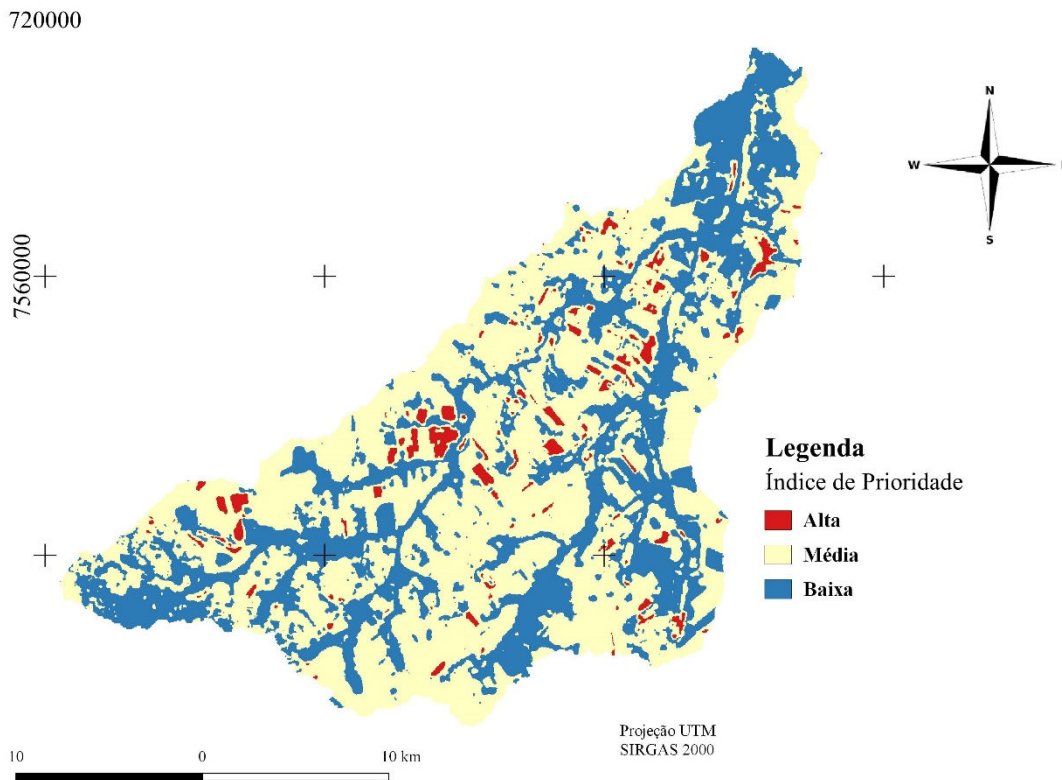 720000
N
W
S
7560000
Legenda
Índice de Prioridade
Alta
Média
Baixa
Projeção UTM
SIRGAS 2000
10 0 10 km